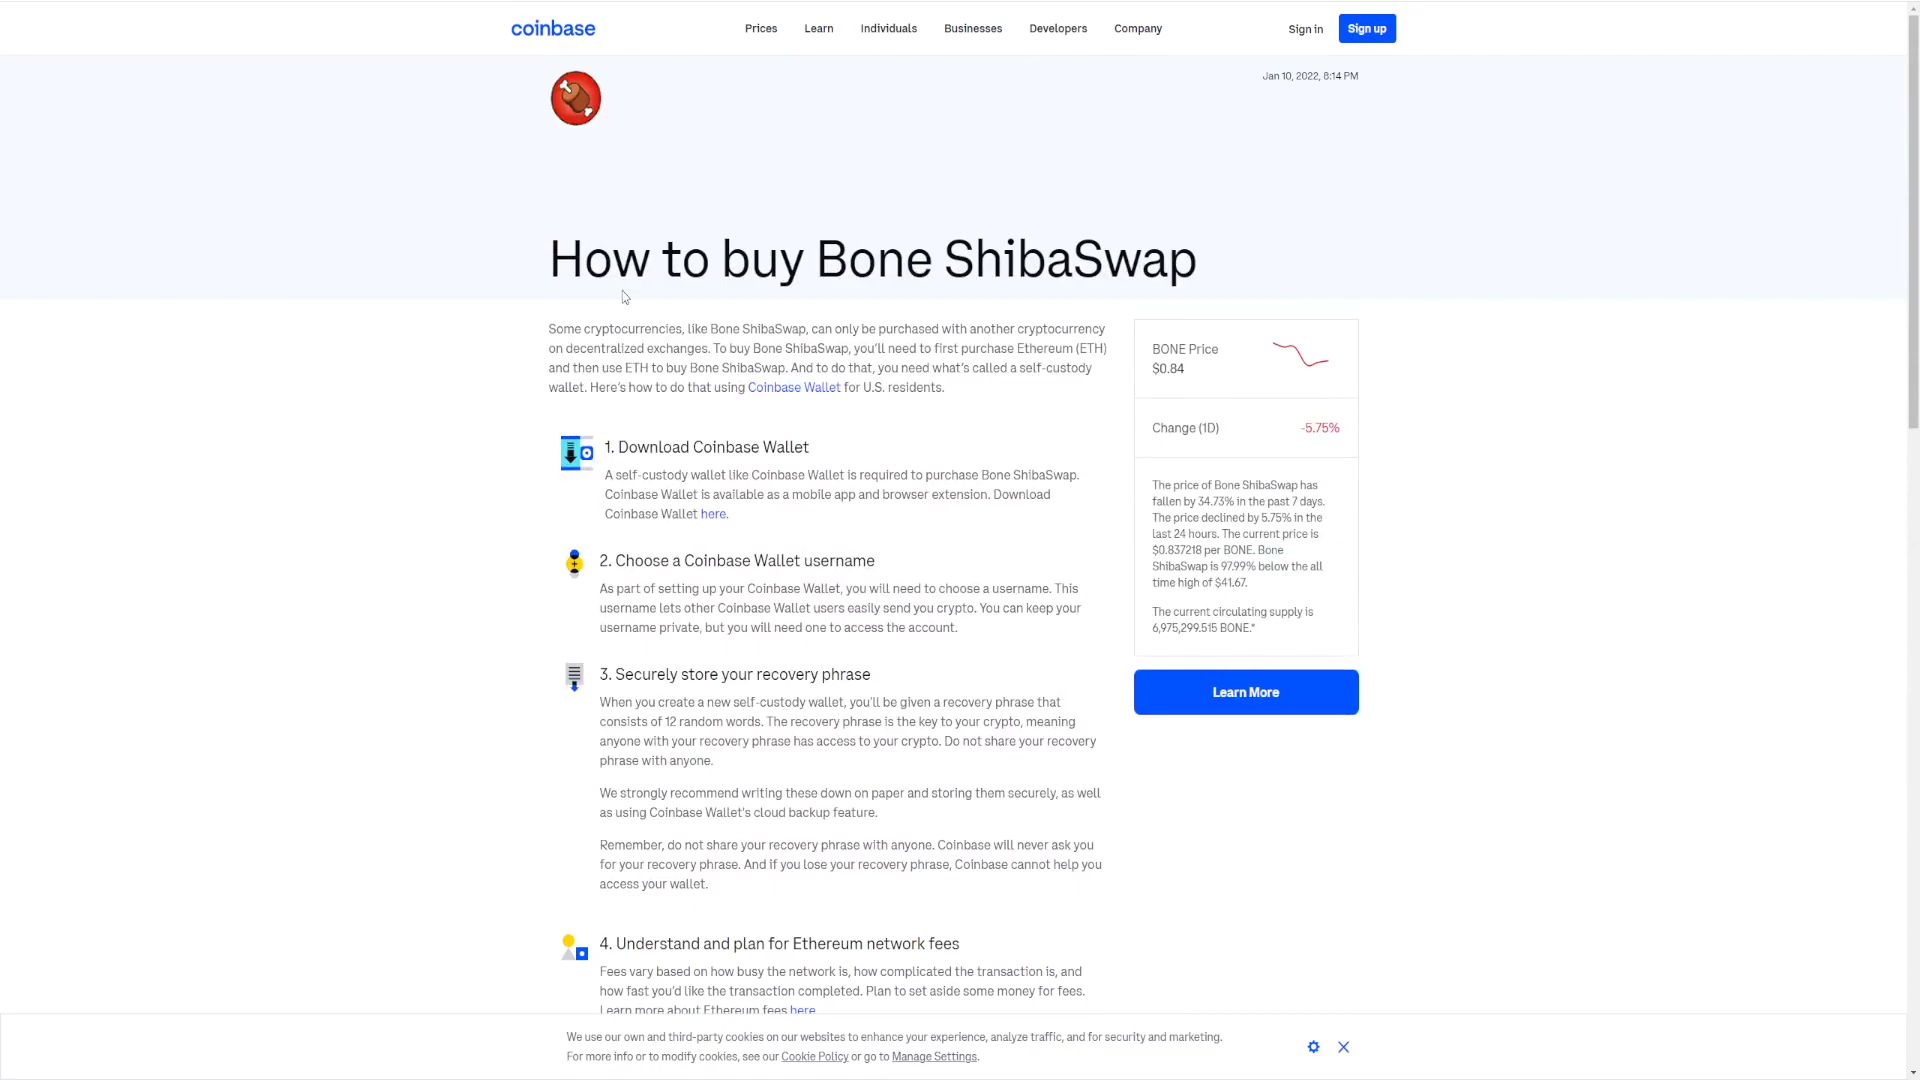 coinbase
Prices
Learn
Individuals
Businesses
Developers
Company
Sign in
Sign up
Jan 10, 2022, 8:14 PM
How to buy Bone ShibaSwap
Some cryptocurrencies, like Bone ShibaSwap, can only be purchased with another cryptocurrency
on decentralized exchanges. To buy Bone ShibaSwap, you'll need to first purchase Ethereum (ETH)
and then use ETH to buy Bone ShibaSwap. And to do that, you need what's called a self-custody
wallet. Here's how to do that using Coinbase Wallet for U.S. residents.
1. Download Coinbase Wallet
A self-custody wallet like Coinbase Wallet is required to purchase Bone ShibaSwap.
Coinbase Wallet is available as a mobile app and browser extension. Download
Coinbase Wallet here.
2. Choose a Coinbase Wallet username
As part of setting up your Coinbase Wallet, you will need to choose a username. This
username lets other Coinbase Wallet users easily send you crypto. You can keep your
username private, but you will need one to access the account.
3. Securely store your recovery phrase
When you create a new self-custody wallet, you'll be given a recovery phrase that
consists of 12 random words. The recovery phrase is the key to your crypto, meaning
anyone with your recovery phrase has access to your crypto. Do not share your recovery
phrase with anyone.
We strongly recommend writing these down on paper and storing them securely, as well
as using Coinbase Wallet's cloud backup feature.
Remember, do not share your recovery phrase with anyone. Coinbase will never ask you
for your recovery phrase. And if you lose your recovery phrase, Coinbase cannot help you
access your wallet.
4. Understand and plan for Ethereum network fees
Fees vary based on how busy the network is, how complicated the transaction is, and
how fast you'd like the transaction completed. Plan to set aside some money for fees.
Learn more about Ethereum fees here
BONE Price
$0.84
Change (1D) -5.75%
The price of Bone ShibaSwap has
fallen by 34.73% in the past 7 days.
The price declined by 5.75% in the
last 24 hours. The current price is
$0.837218 per BONE. Bone
ShibaSwap is 97.99% below the all
time high of $41.67.
The current circulating supply is
6,975,299.515 BONE.*
Learn More
We use our own and third-party cookies on our websites to enhance your experience, analyze traffic, and for security and marketing.
For more info or to modify cookies, see our Cookie Policy or go to Manage Settings.